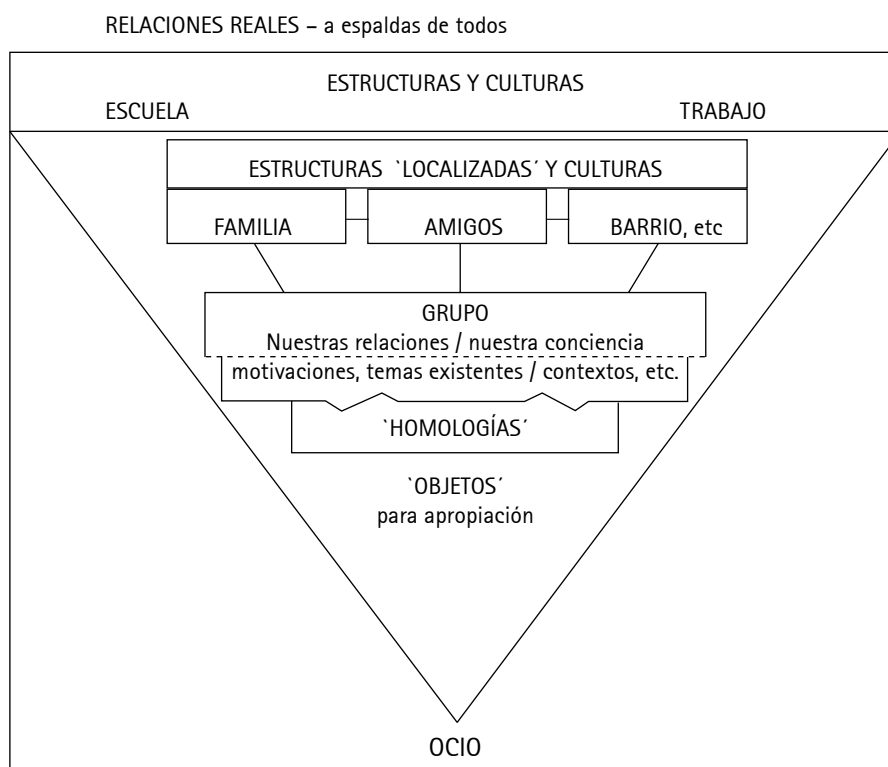 RELACIONES REALES – a espaldas de todos
ESTRUCTURAS Y CULTURAS
ESCUELA TRABAJO
ESTRUCTURAS `LOCALIZADAS´ Y CULTURAS
FAMILIA AMIGOS BARRIO, etc
GRUPO
Nuestras relaciones / nuestra conciencia
motivaciones, temas existentes / contextos, etc.
`HOMOLOGÍAS´
`OBJETOS´
para apropiación
OCIO